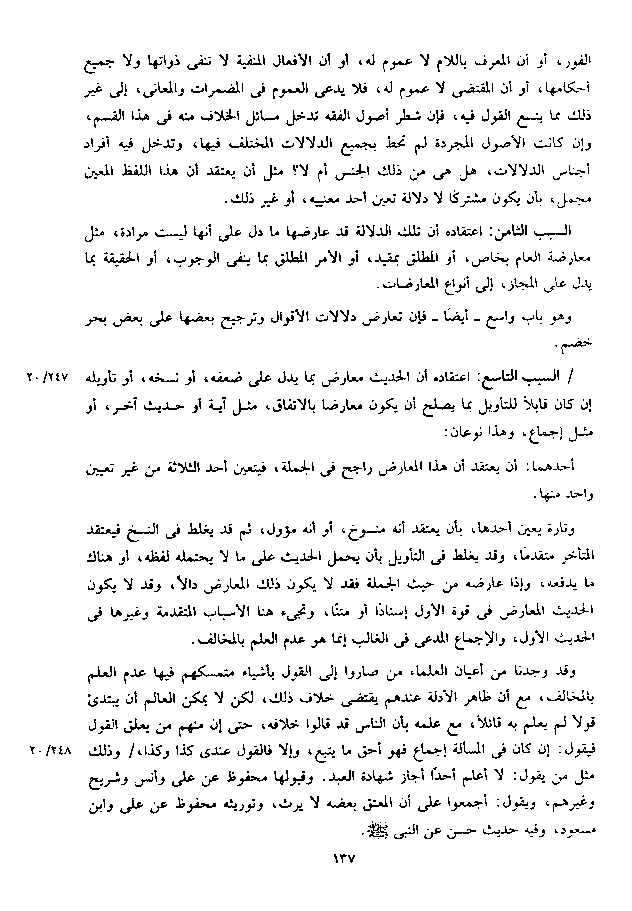 الفور، أو أن المعرف باللام لا عموم له، أو أن الأفعال المنفية لا تنفى ذواتها ولا جميع
أحكامها، أو أن المقتضى لا عموم له، فلا يدعى العموم فى المضمرات والمعانى، إلى غير
ذلك مما يتسع القول فيه، فإن شطر أصول الفقه تدخل مسائل الخلاف منه فى هذا القسم،
وإن كانت الأصول المجردة لم تحط بجميع الدلالات المختلف فيها، وتدخل فيه أفراد
أجناس الدلالات، هل هى من ذلك الجنس أم لا؟ مثل أن يعتقد أن هذا اللفظ المعين
مجمل، بأن يكون مشتركًا لا دلالة تعين أحد معنييه، أو غير ذلك.
السبب الثامن: اعتقاده أن تلك الدلالة قد عارضها ما دل على أنها ليست مرادة، مثل
معارضة العام بخاص، أو المطلق بمقيد، أو الأمر المطلق بما ينفى الوجوب، أو الحقيقة بما
يدل على المجاز، إلى أنواع المعارضات.
وهو باب واسع ـ أيضًا ـ فإن تعارض دلالات الأقوال وترجيح بعضها على بعض بحر
خضم.
/ السبب التاسع: اعتقاده أن الحديث معارض بما يدل على ضعفه، أو نسخه، أو تأويله ٢٠/٢٤٧
إن كان قابلاً للتأويل بما يصلح أن يكون معارضا بالاتفاق، مثل آية أو حديث آخر، أو
مثل إجماع، وهذا نوعان:
أحدهما: أن يعتقد أن هذا المعارض راجح فى الجملة، فيتعين أحد الثلاثة من غير تعيين
واحد منها.
وتارة يعين أحدها، بأن يعتقد أنه منسوخ، أو أنه مؤول، ثم قد يغلط فى النسخ فيعتقد
المتأخر متقدمًا، وقد يغلط فى التأويل بأن يحمل الحديث على ما لا يحتمله لفظه، أو هناك
ما يدفعه، وإذا عارضه من حيث الجملة فقد لا يكون ذلك المعارض دالاً، وقد لا يكون
الحديث المعارض فى قوة الأول إسنادًا أو متنًا، وتجىء هنا الأسباب المتقدمة وغيرها فى
الحديث الأول، والإجماع المدعى فى الغالب إنما هو عدم العلم بالمخالف.
وقد وجدنا من أعيان العلماء من صاروا إلى القول بأشياء متمسكهم فيها عدم العلم
بالمخالف، مع أن ظاهر الأدلة عندهم يقتضى خلاف ذلك، لكن لا يمكن العالم أن يبتدئ
قولا لم يعلم به قائلاً، مع علمه بأن الناس قد قالوا خلافه، حتى إن منهم من يعلق القول
فيقول: إن كان فى المسألة إجماع فهو أحق ما يتبع، وإلا فالقول عندى كذا وكذا،/ وذلك ٢٠/٢٤٨
مثل من يقول: لا أعلم أحدًا أجاز شهادة العبد. وقبولها محفوظ عن على وأنس وشريح
وغيرهم، ويقول: أجمعوا على أن المعتق بعضه لا يرث، وتوريثه محفوظ عن على وابن
مسعود، وفيه حديث حسن عن النبى ﷺ.
١٣٧